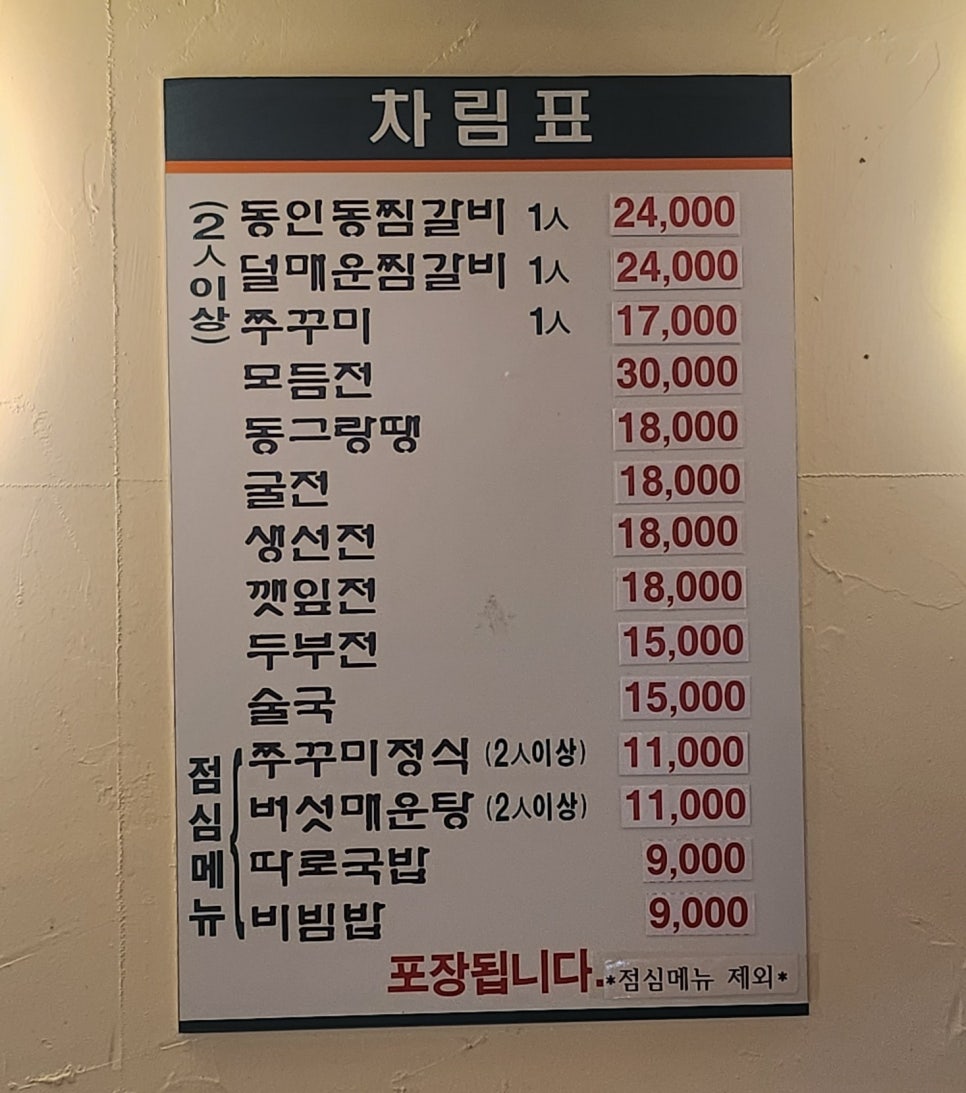 차림표
(2人이상)
동인동찜갈비 1人 24,000
덜매운찜갈비 1人 24,000
쭈꾸미 1人 17,000
모듬전 30,000
동그랑땡 18,000
굴전 18,000
생선전 18,000
깻잎전 18,000
두부전 15,000
술국 15,000
점심메뉴
쭈꾸미정식 (2人이상) 11,000
버섯매운탕 (2人이상) 11,000
따로국밥 9,000
비빔밥 9,000
포장됩니다. *점심메뉴 제외*